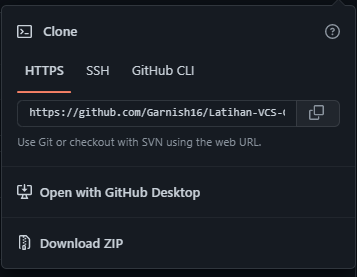 Clone
HTTPS SSH GitHub CLI
https://github.com/Garnish16/Latihan-VCS-
Use Git or checkout with SVN using the web URL.
Open with GitHub Desktop
Download ZIP